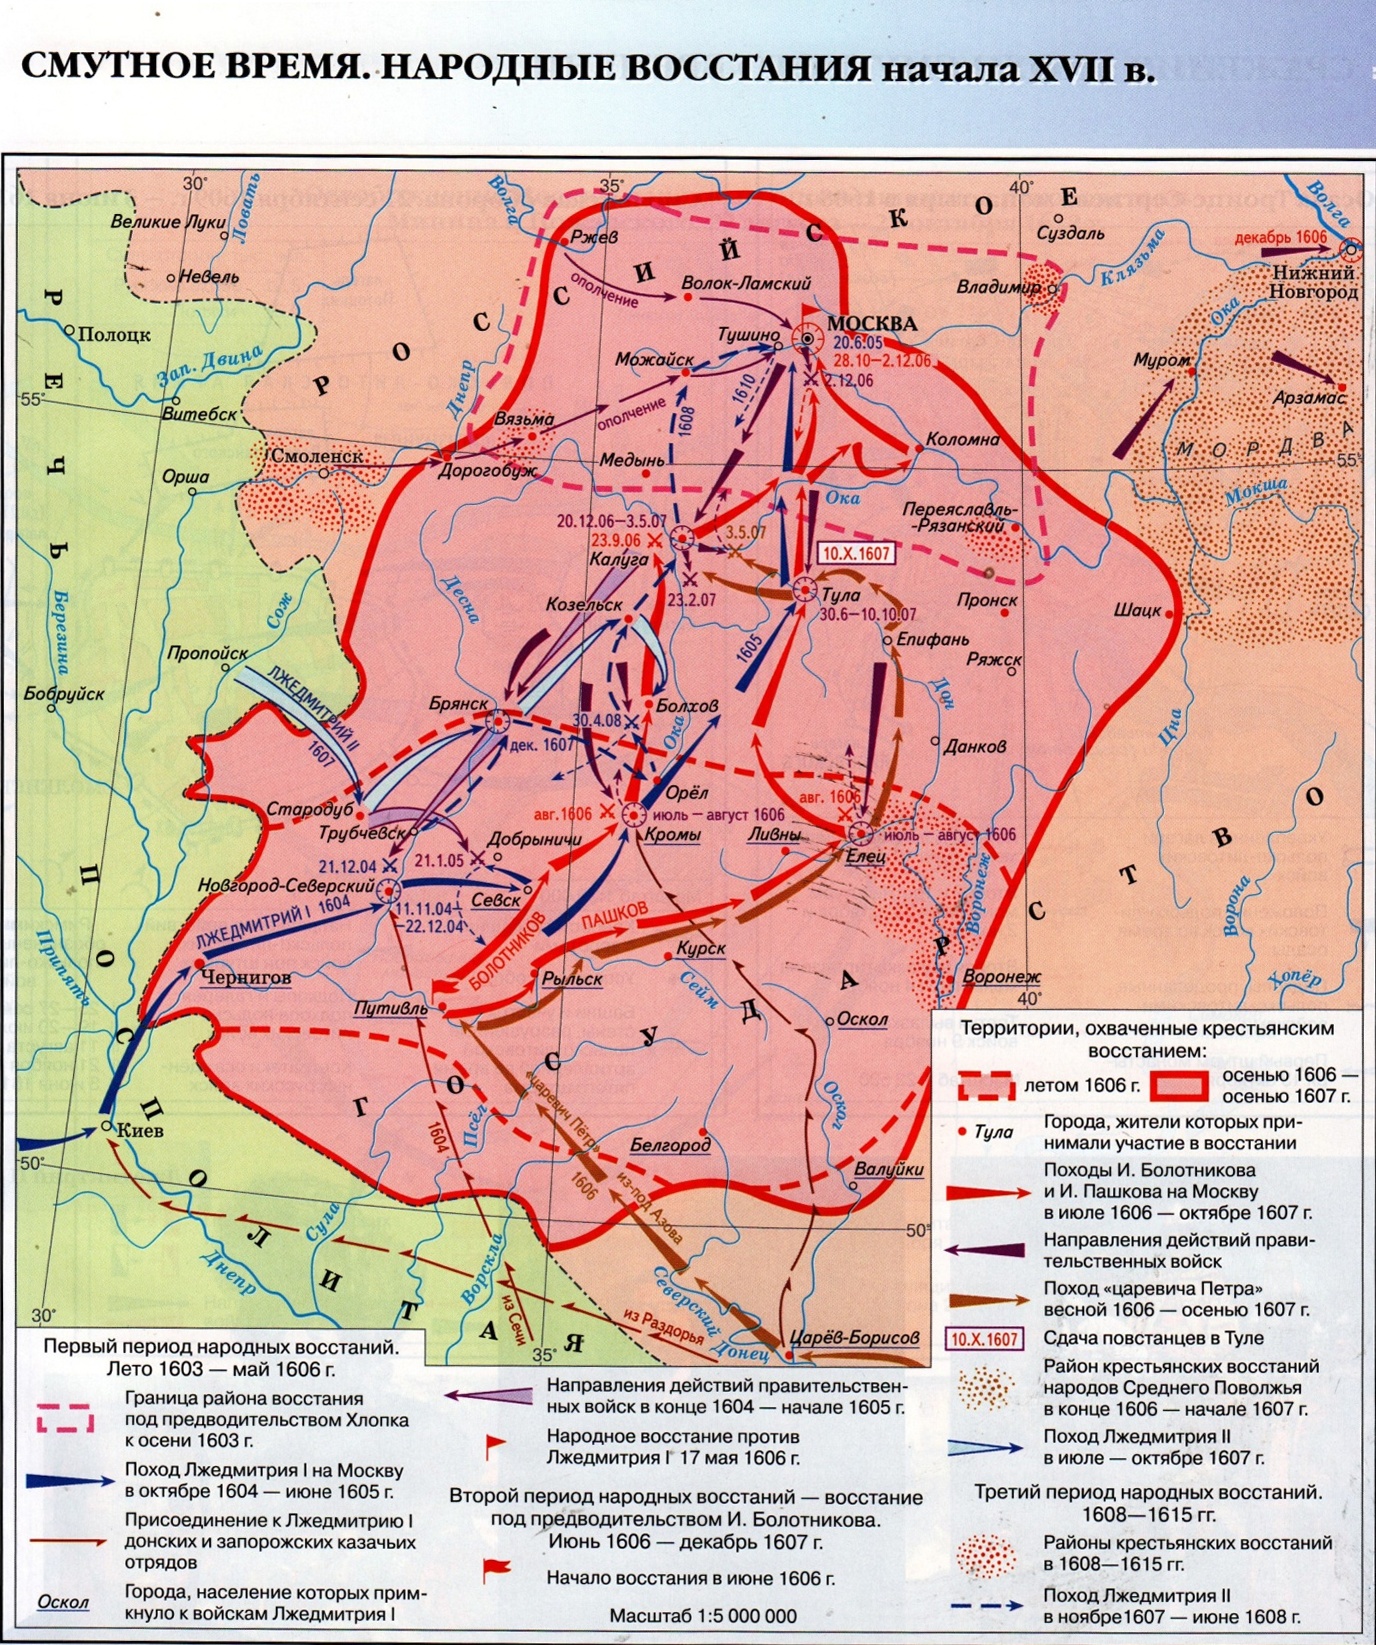 СМУТНОЕ ВРЕМЯ. НАРОДНЫЕ ВОССТАНИЯ начала XVII в.
30°
35°
40°
Ловать
Волга
Волга
Великие Луки
Невель
Ржев
Суздаль
Клязьма
декабрь 1606
Нижний
Новгород
ополчение
Волок-Ламский
Владимир
Ока
Полоцк
Зап. Двина
Витебск
55°
Днепр
Тушино
МОСКВА
20.6.05
28.10–2.12.06
2.12.06
Можайск
1610
1608
ополчение
Муром
Арзамас
МОРДВА
55°
Мокша
Вязьма
Смоленск
Дорогобуж
Медынь
Коломна
Ока
Орша
Переяславль-
-Рязанский
20.12.06–3.5.07
23.9.06
3.5.07
Калуга
23.2.07
10.X.1607
Тула
30.6–10.10.07
Пронск
Шацк
Десна
Сож
Березина
Козельск
1605
Епифань
Ряжск
Дон
Пропойск
Бобруйск
ЛЖЕДМИТРИЙ II
1607
Брянск
дек. 1607
30.4.08
Болхов
Ока
Данков
Цна
Стародуб
Трубчевск
Орёл
авг.1606
июль – август 1606
Кромы
авг. 1606
Ливны
июль – август 1606
Елец
21.12.04
21.1.05
Добрыничи
Новгород-Северский
11.11.04–
–22.12.04
Севск
ЛЖЕДМИТРИЙ I 1604
Чернигов
БОЛОТНИКОВ
ПАШКОВ
Курск
Воронеж
Ворона
Хопёр
Воронеж
40°
Припять
Путивль
Рыльск
Сейм
Оскол
Оскол
РЕЧЬ ПОСПОЛИТАЯ
РОССИЙСКОЕ
ГОСУДАРСТВО
Киев
50°
1604
Псёл
«царевич Пётр»
1606
из-под Азова
Белгород
Валуйки
50°
Сула
Днепр
Ворскла
из Сечи
из Раздорья
Северский Донец
Царёв-Борисов
30°
35°
Первый период народных восстаний.
Лето 1603 — май 1606 г.
Граница района восстания
под предводительством Хлопка
к осени 1603 г.
Поход Лжедмитрия I на Москву
в октябре 1604 — июне 1605 г.
Присоединение к Лжедмитрию I
донских и запорожских казачьих
отрядов
Оскол
Города, население которых прим-
кнуло к войскам Лжедмитрия I
Направления действий правительствен-
ных войск в конце 1604 — начале 1605 г.
Народное восстание против
Лжедмитрия I 17 мая 1606 г.
Второй период народных восстаний — восстание
под предводительством И. Болотникова.
Июнь 1606 — декабрь 1607 г.
Начало восстания в июне 1606 г.
Масштаб 1:5 000 000
Территории, охваченные крестьянским
восстанием:
летом 1606 г.
осенью 1606 —
осенью 1607 г.
Тула
Города, жители которых при-
нимали участие в восстании
Походы И. Болотникова
и И. Пашкова на Москву
в июле 1606 — октябре 1607 г.
Направления действий прави-
тельственных войск
Поход «царевича Петра»
весной 1606 — осенью 1607 г.
10.X.1607
Сдача повстанцев в Туле
Район крестьянских восстаний
народов Среднего Поволжья
в конце 1606 — начале 1607 г.
Поход Лжедмитрия II
в июле — октябре 1607 г.
Третий период народных восстаний.
1608—1615 гг.
Районы крестьянских восстаний
в 1608—1615 гг.
Поход Лжедмитрия II
в ноябре1607 — июне 1608 г.